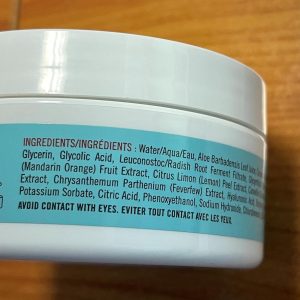 INGREDIENTS/INGRÉDIENTS : Water/Aqua/Eau, Aloe Barbadensis Leaf Juice,
Glycerin, Glycolic Acid, Leuconostoc/Radish Root Ferment Filtrate,
(Mandarin Orange) Fruit Extract, Citrus Limon (Lemon) Peel Extract,
Extract, Chrysanthemum Parthenium (Feverfew) Extract, Hyaluronic
Potassium Sorbate, Citric Acid, Phenoxyethanol, Sodium Hydroxide,
AVOID CONTACT WITH EYES. EVITER TOUT CONTACT AVEC LES YEUX.